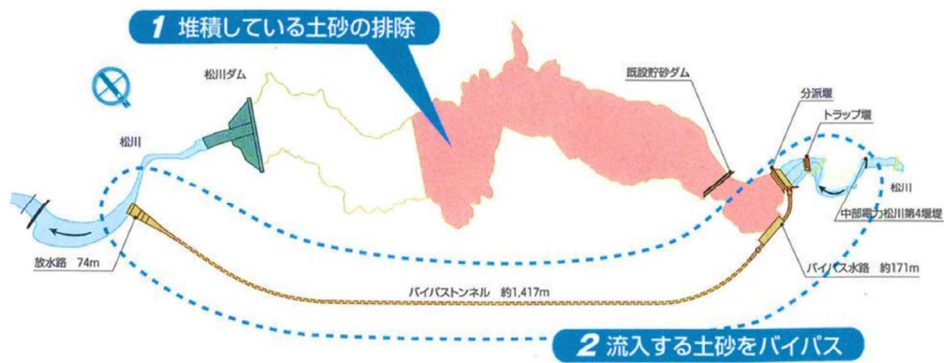 1 堆積している土砂の排除
松川ダム
既設貯砂ダム
分派堰
トラップ堰
松川
松川
中部電力松川第4堰堤
放水路 74m
バイパス水路 約171m
バイパストンネル 約1,417m
2 流入する土砂をバイパス